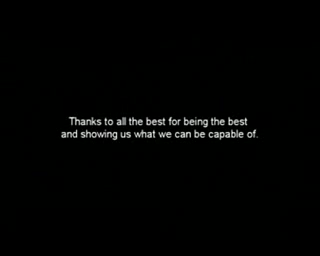 Thanks to all the best for being the best
and showing us what we can be capable of.